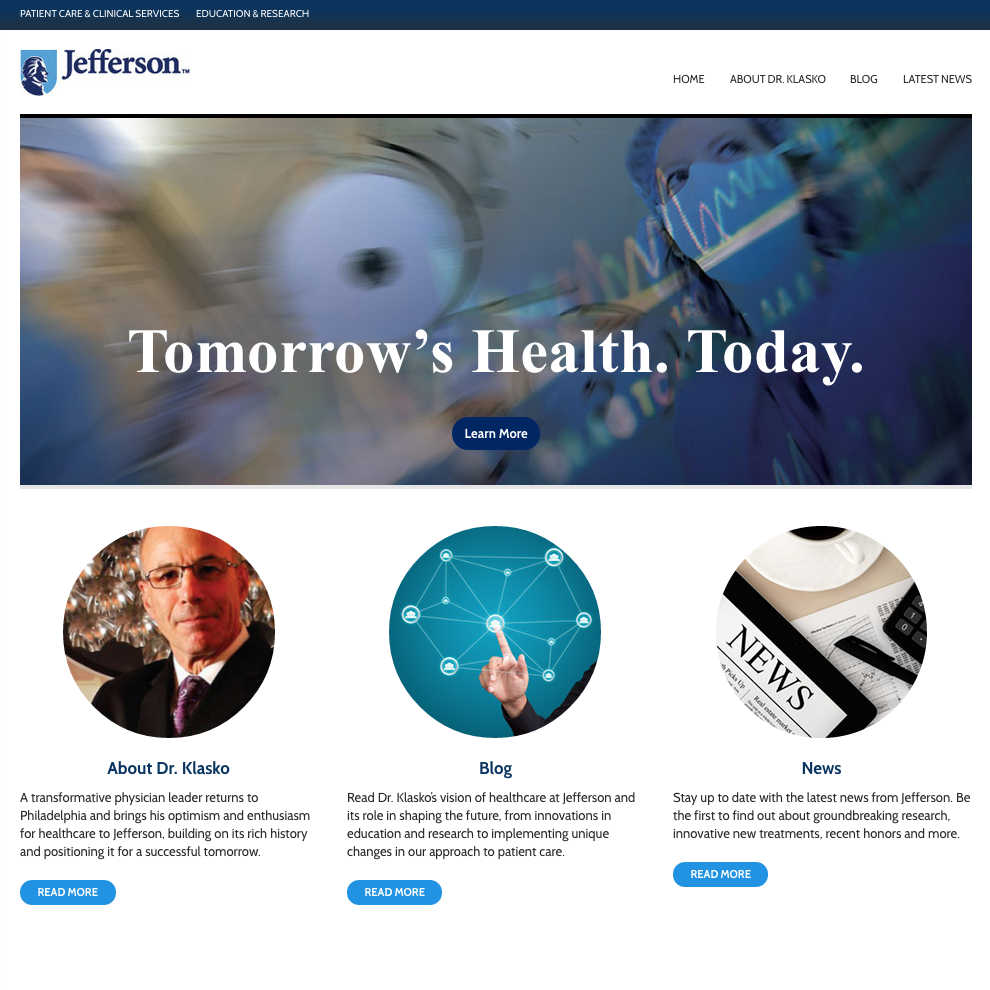 PATIENT CARE & CLINICAL SERVICES EDUCATION & RESEARCH
Jefferson™
HOME ABOUT DR. KLASKO BLOG LATEST NEWS
Tomorrow’s Health. Today.
Learn More
NEWS
About Dr. Klasko
A transformative physician leader returns to
Philadelphia and brings his optimism and enthusiasm
for healthcare to Jefferson, building on its rich history
and positioning it for a successful tomorrow.
READ MORE
Blog
Read Dr. Klasko’s vision of healthcare at Jefferson and
its role in shaping the future, from innovations in
education and research to implementing unique
changes in our approach to patient care.
READ MORE
News
Stay up to date with the latest news from Jefferson. Be
the first to find out about groundbreaking research,
innovative new treatments, recent honors and more.
READ MORE